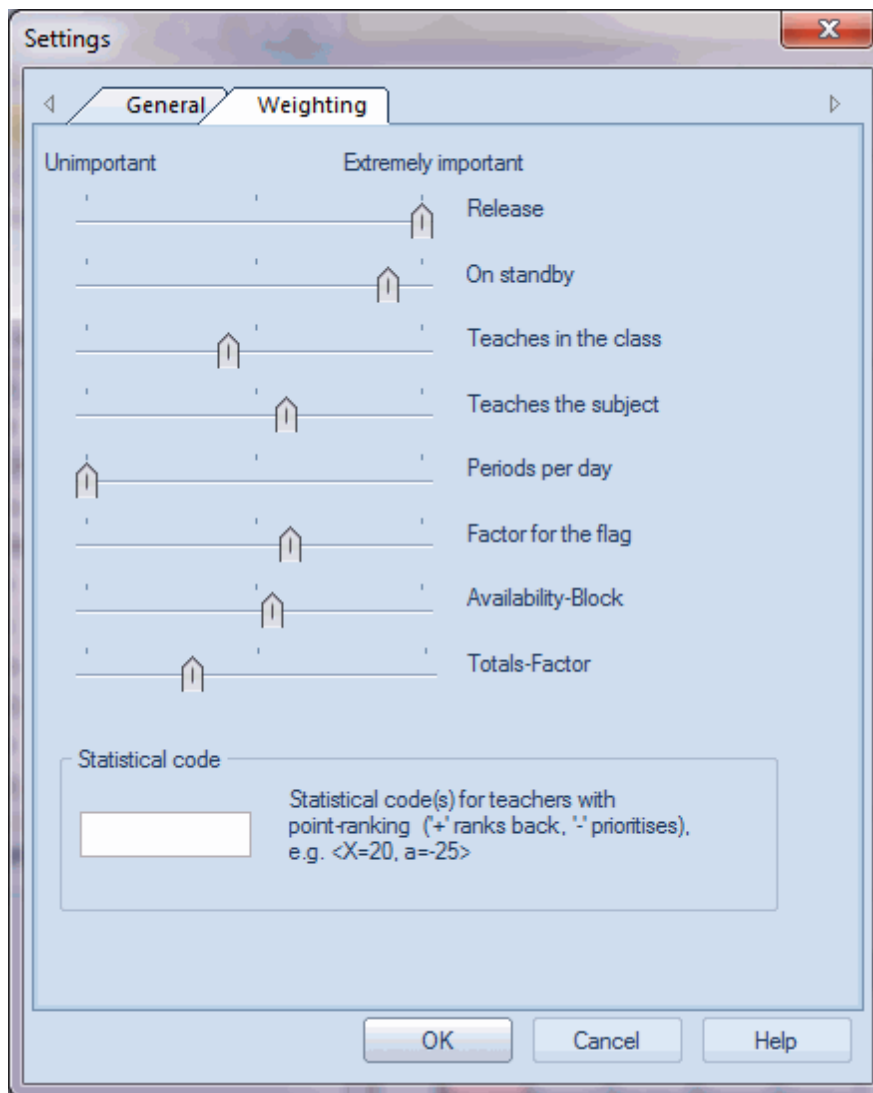 Settings
General
Weighting
Unimportant
Extremely important
Release
On standby
Teaches in the class
Teaches the subject
Periods per day
Factor for the flag
Availability-Block
Totals-Factor
Statistical code
Statistical code(s) for teachers with
point-ranking ('+' ranks back, '-' prioritises),
e.g. <X=20, a=-25>
OK
Cancel
Help